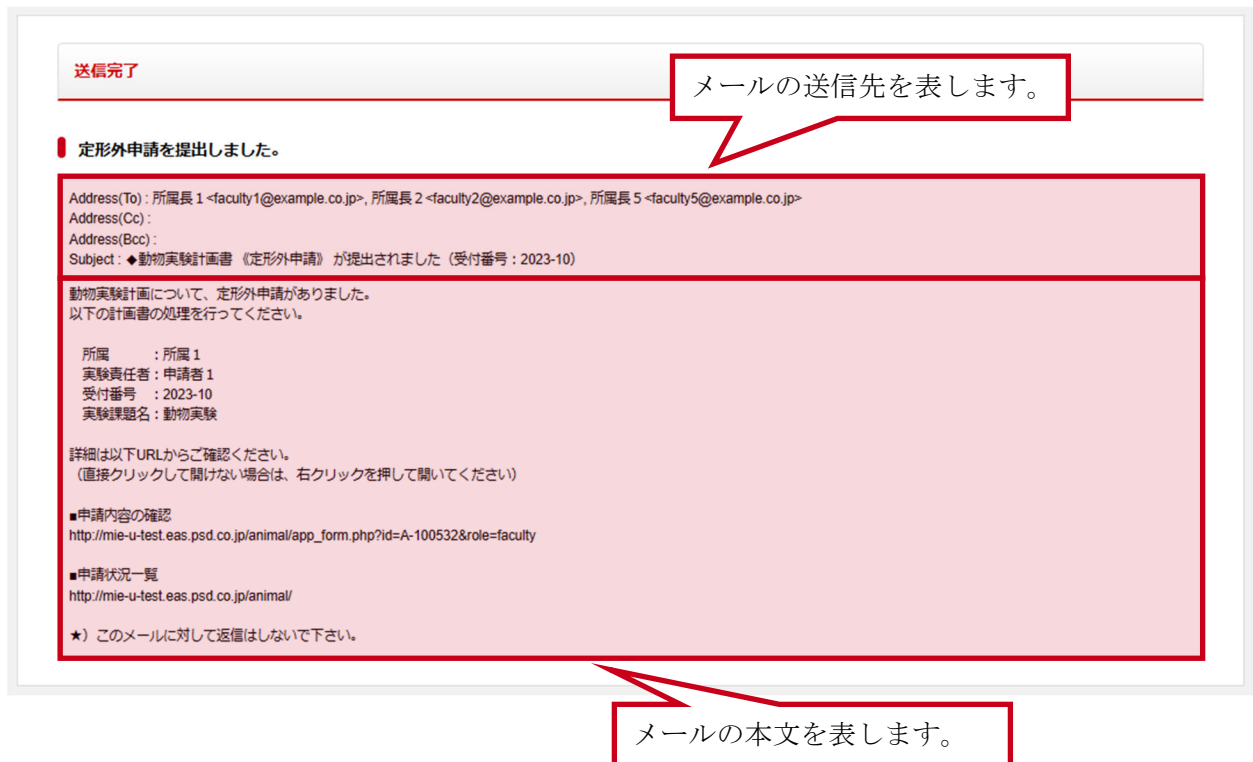 送信完了
メールの送信先を表します。
定形外申請を提出しました。
Address(To) : 所属長１<faculty1@example.co.jp>, 所属長２<faculty2@example.co.jp>, 所属長５<faculty5@example.co.jp>
Address(Cc) :
Address(Bcc) :
Subject : ◆動物実験計画書 《定形外申請》 が提出されました（受付番号：2023-10）
動物実験計画について、定形外申請がありました。
以下の計画書の処理を行ってください。
所属　　　：所属１
実験責任者：申請者１
受付番号　：2023-10
実験課題名：動物実験
詳細は以下URLからご確認ください。
（直接クリックして開けない場合は、右クリックを押して開いてください）
■申請内容の確認
http://mie-u-test.eas.psd.co.jp/animal/app_form.php?id=A-100532&role=faculty
■申請状況一覧
http://mie-u-test.eas.psd.co.jp/animal/
★）このメールに対して返信はしないで下さい。
メールの本文を表します。